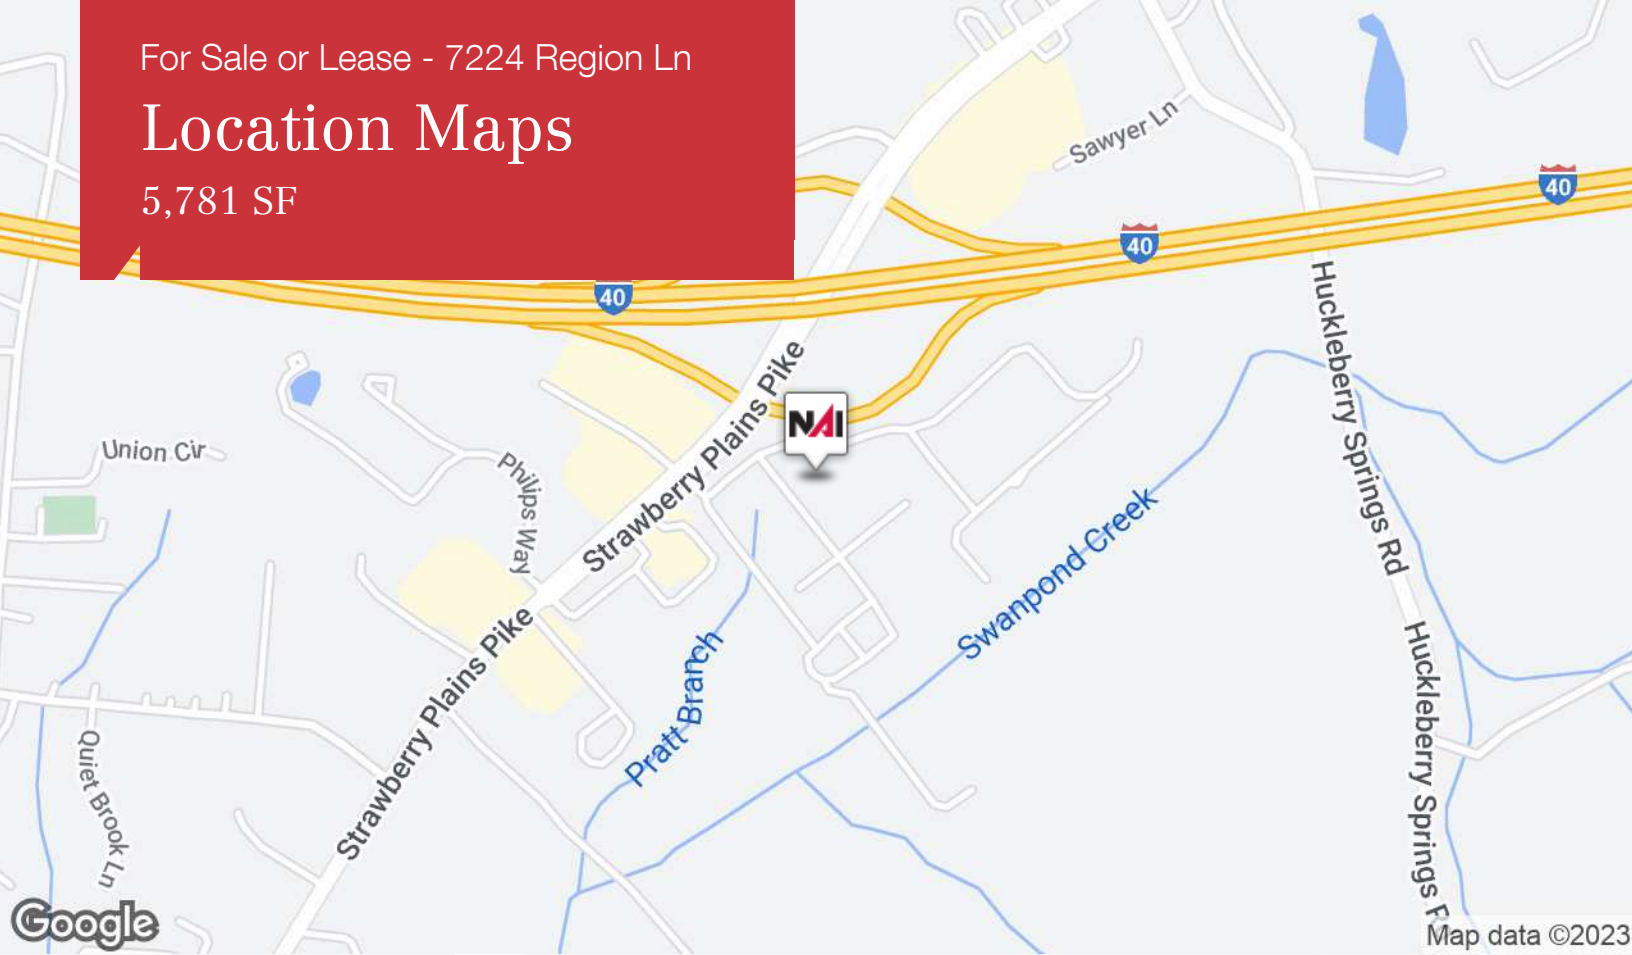 For Sale or Lease - 7224 Region Ln
Location Maps
5,781 SF
Sawyer Ln
40
40
40
Huckleberry Springs Rd
Strawberry Plains Pike
NAI
Union Cir
Philips Way
Swanpond Creek
Strawberry Plains Pike
Pratt Branch
Huckleberry Springs R
Quiet Brook Ln
Google
Map data ©2023